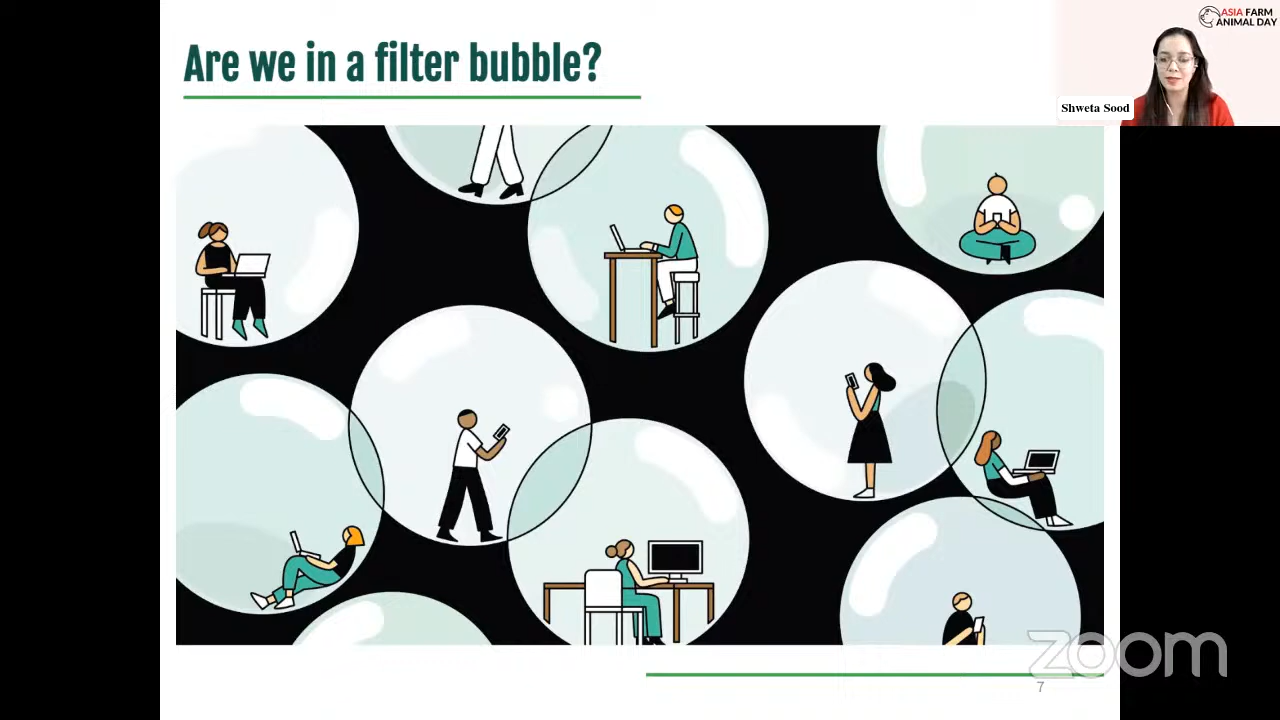 Are we in a filter bubble?
ASIA FARM
ANIMAL DAY
Shweta Sood
zoom
7